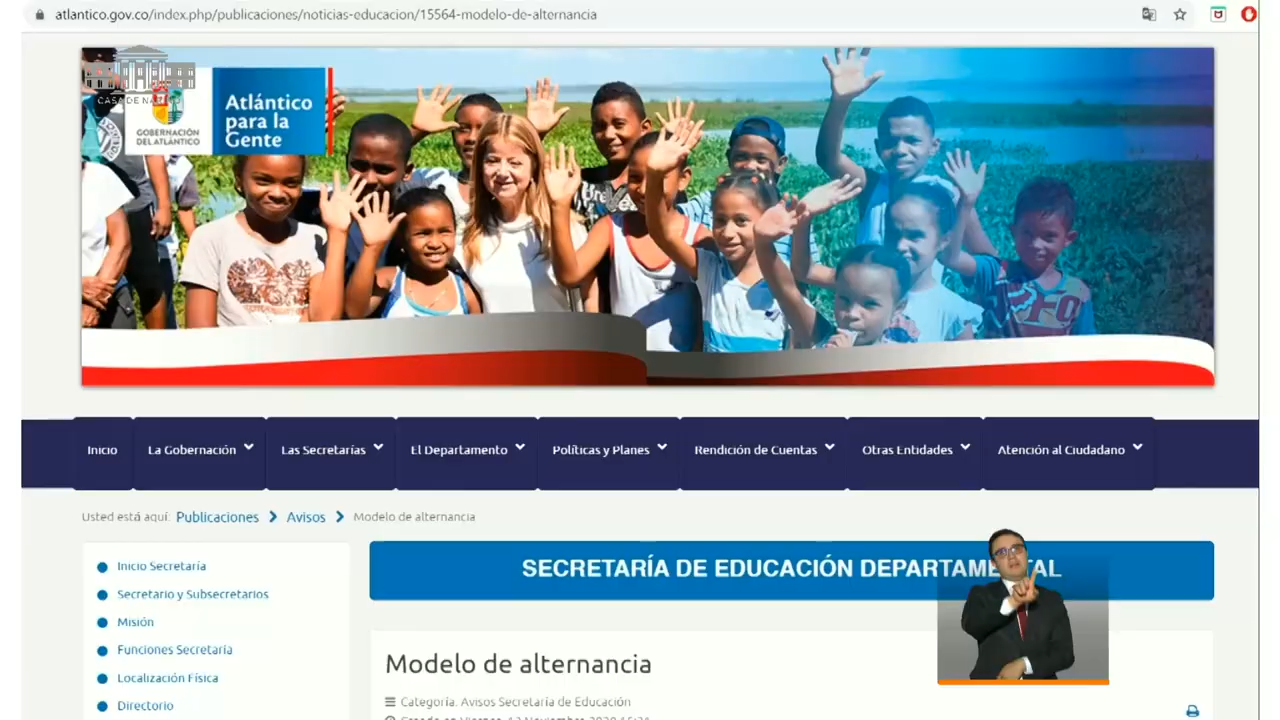 atlantico.gov.co/index.php/publicaciones/noticias-educacion/15564-modelo-de-alternancia
CASA DE NARIÑO
GOBERNACIÓN
DEL ATLÁNTICO
Atlántico
para la
Gente
Inicio
La Gobernación
Las Secretarías
El Departamento
Políticas y Planes
Rendición de Cuentas
Otras Entidades
Atención al Ciudadano
Usted está aquí: Publicaciones Avisos Modelo de alternancia
Inicio Secretaría
Secretario y Subsecretarios
Misión
Funciones Secretaría
Localización Física
Directorio
SECRETARÍA DE EDUCACIÓN DEPARTAMENTAL
Modelo de alternancia
Categoría: Avisos Secretaría de Educación